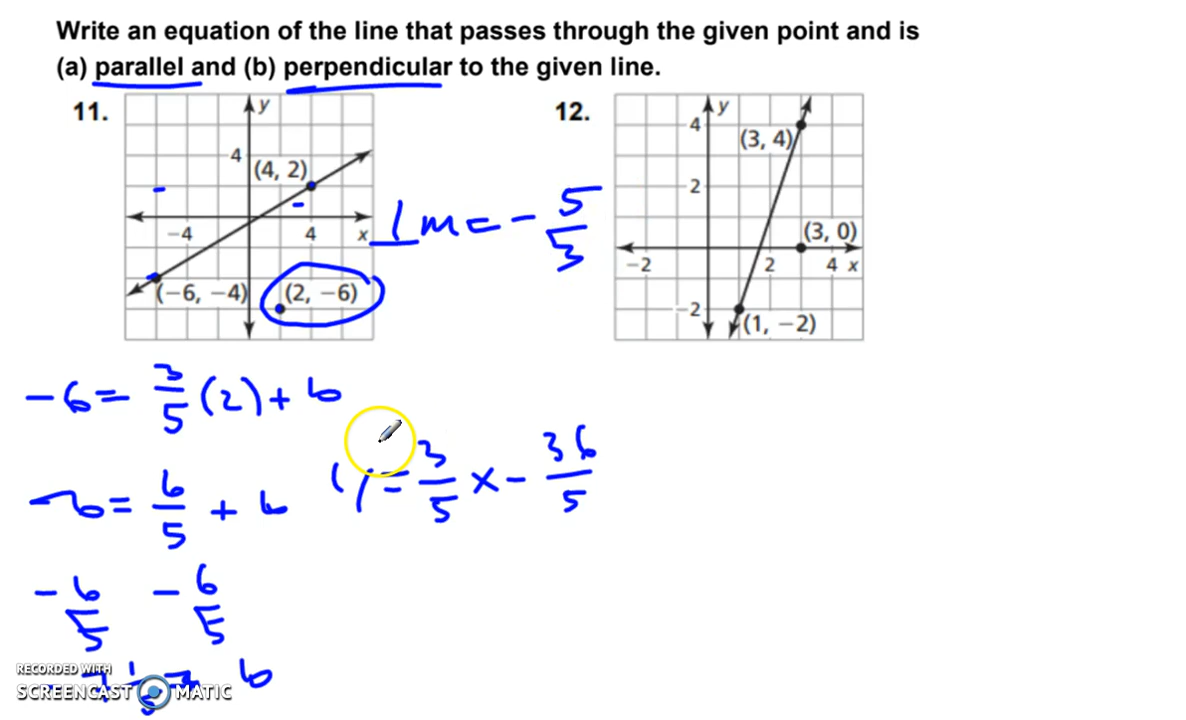 Write an equation of the line that passes through the given point and is
(a) parallel and (b) perpendicular to the given line.
11.
y
4
(4, 2)
-4
4
x
(-6, -4)
(2, -6)
⊥ m = - 5/3
12.
y
4
(3, 4)
2
(3, 0)
-2
2
4 x
-2
(1, -2)
-6 = 3/5 (2) + b
-6 = 6/5 + b
y = 3/5 x - 36/5
- 6/5 - 6/5
b
RECORDED WITH
SCREENCAST MATIC